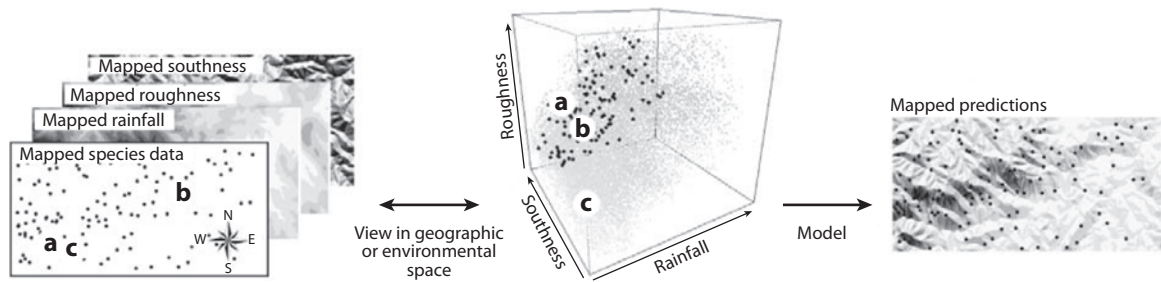 Mapped southness
Mapped roughness
Mapped rainfall
Mapped species data
b
a
c
N
W
E
S
View in geographic
or environmental
space
Roughness
a
b
c
Southness
Rainfall
Model
Mapped predictions